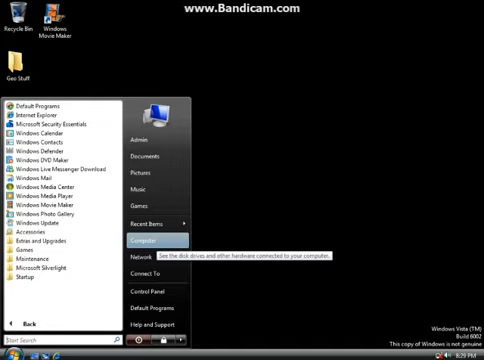 www.Bandicam.com
Recycle Bin
Windows
Movie Maker
Geo Stuff
Default Programs
Internet Explorer
Microsoft Security Essentials
Windows Calendar
Windows Contacts
Windows Defender
Windows DVD Maker
Windows Live Messenger Download
Windows Mail
Windows Media Center
Windows Media Player
Windows Movie Maker
Windows Photo Gallery
Windows Update
Accessories
Extras and Upgrades
Games
Maintenance
Microsoft Silverlight
Startup
Back
Start Search
Admin
Documents
Pictures
Music
Games
Recent Items
Computer
See the disk drives and other hardware connected to your computer.
Network
Connect To
Control Panel
Default Programs
Help and Support
Windows Vista (TM)
Build 6002
This copy of Windows is not genuine
8:29 PM